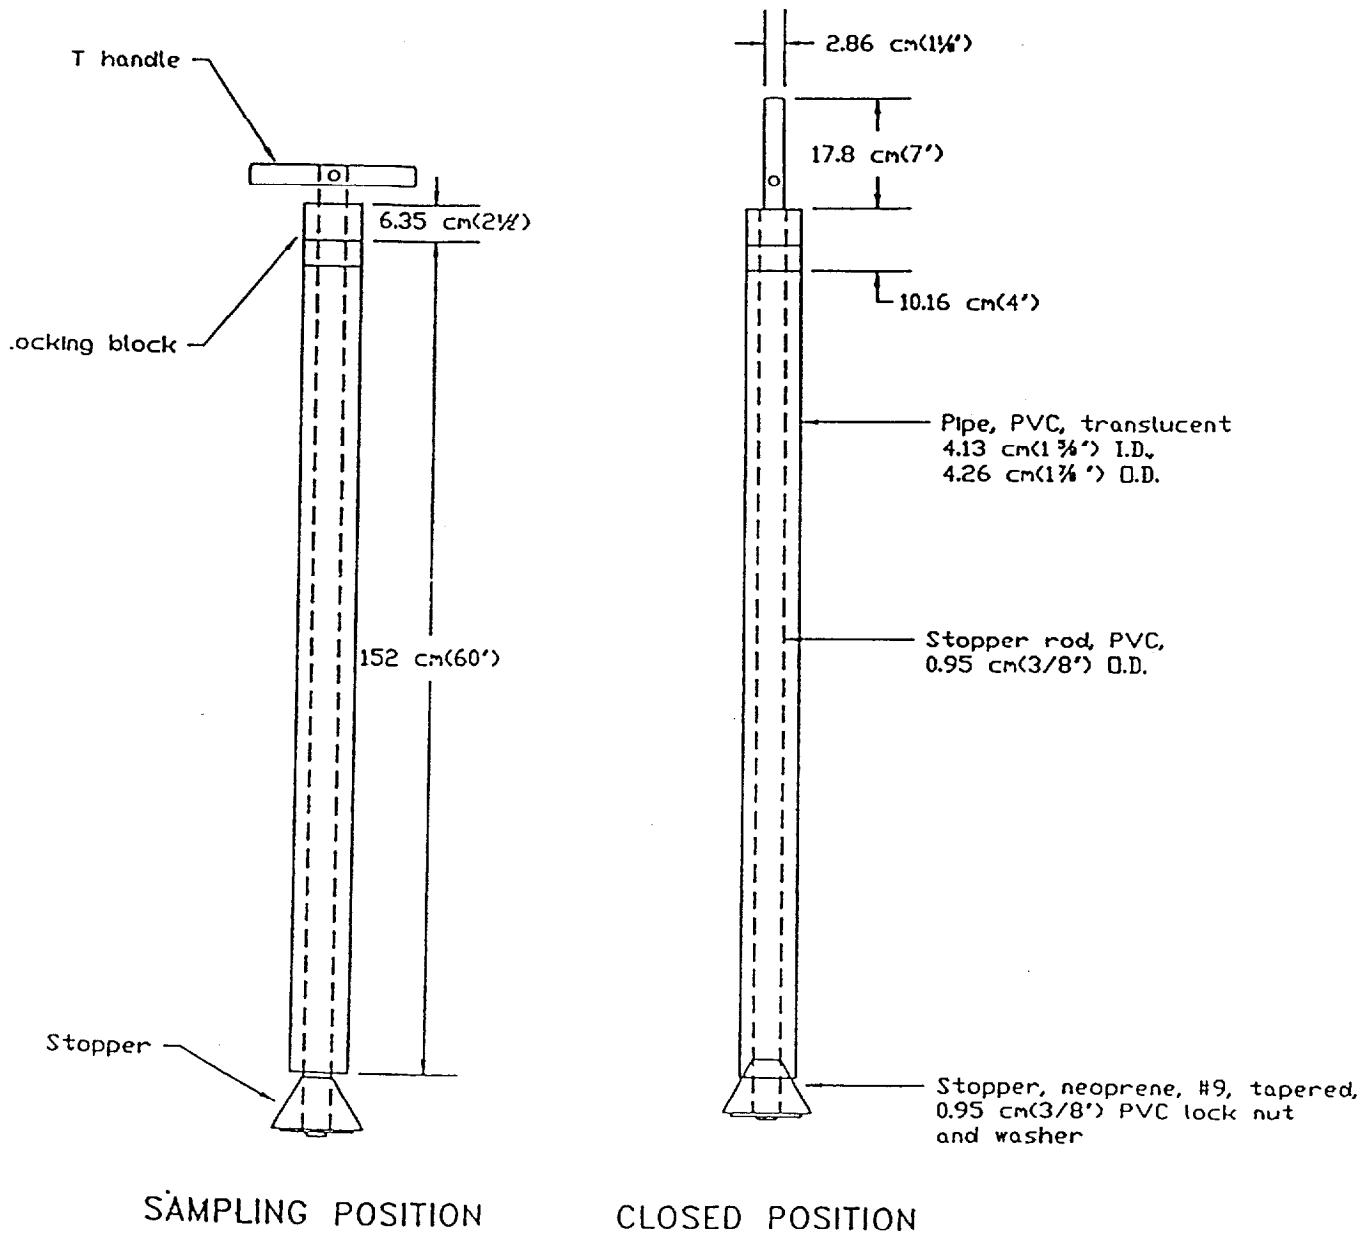 T handle
2.86 cm(1⅛")
17.8 cm(7")
6.35 cm(2½")
10.16 cm(4")
.ocking block
Pipe, PVC, translucent
4.13 cm(1 ⅝") I.D.,
4.26 cm(1⅞ ") O.D.
Stopper rod, PVC,
0.95 cm(3/8") O.D.
152 cm(60")
Stopper
Stopper, neoprene, #9, tapered,
0.95 cm(3/8") PVC lock nut
and washer
SAMPLING POSITION
CLOSED POSITION